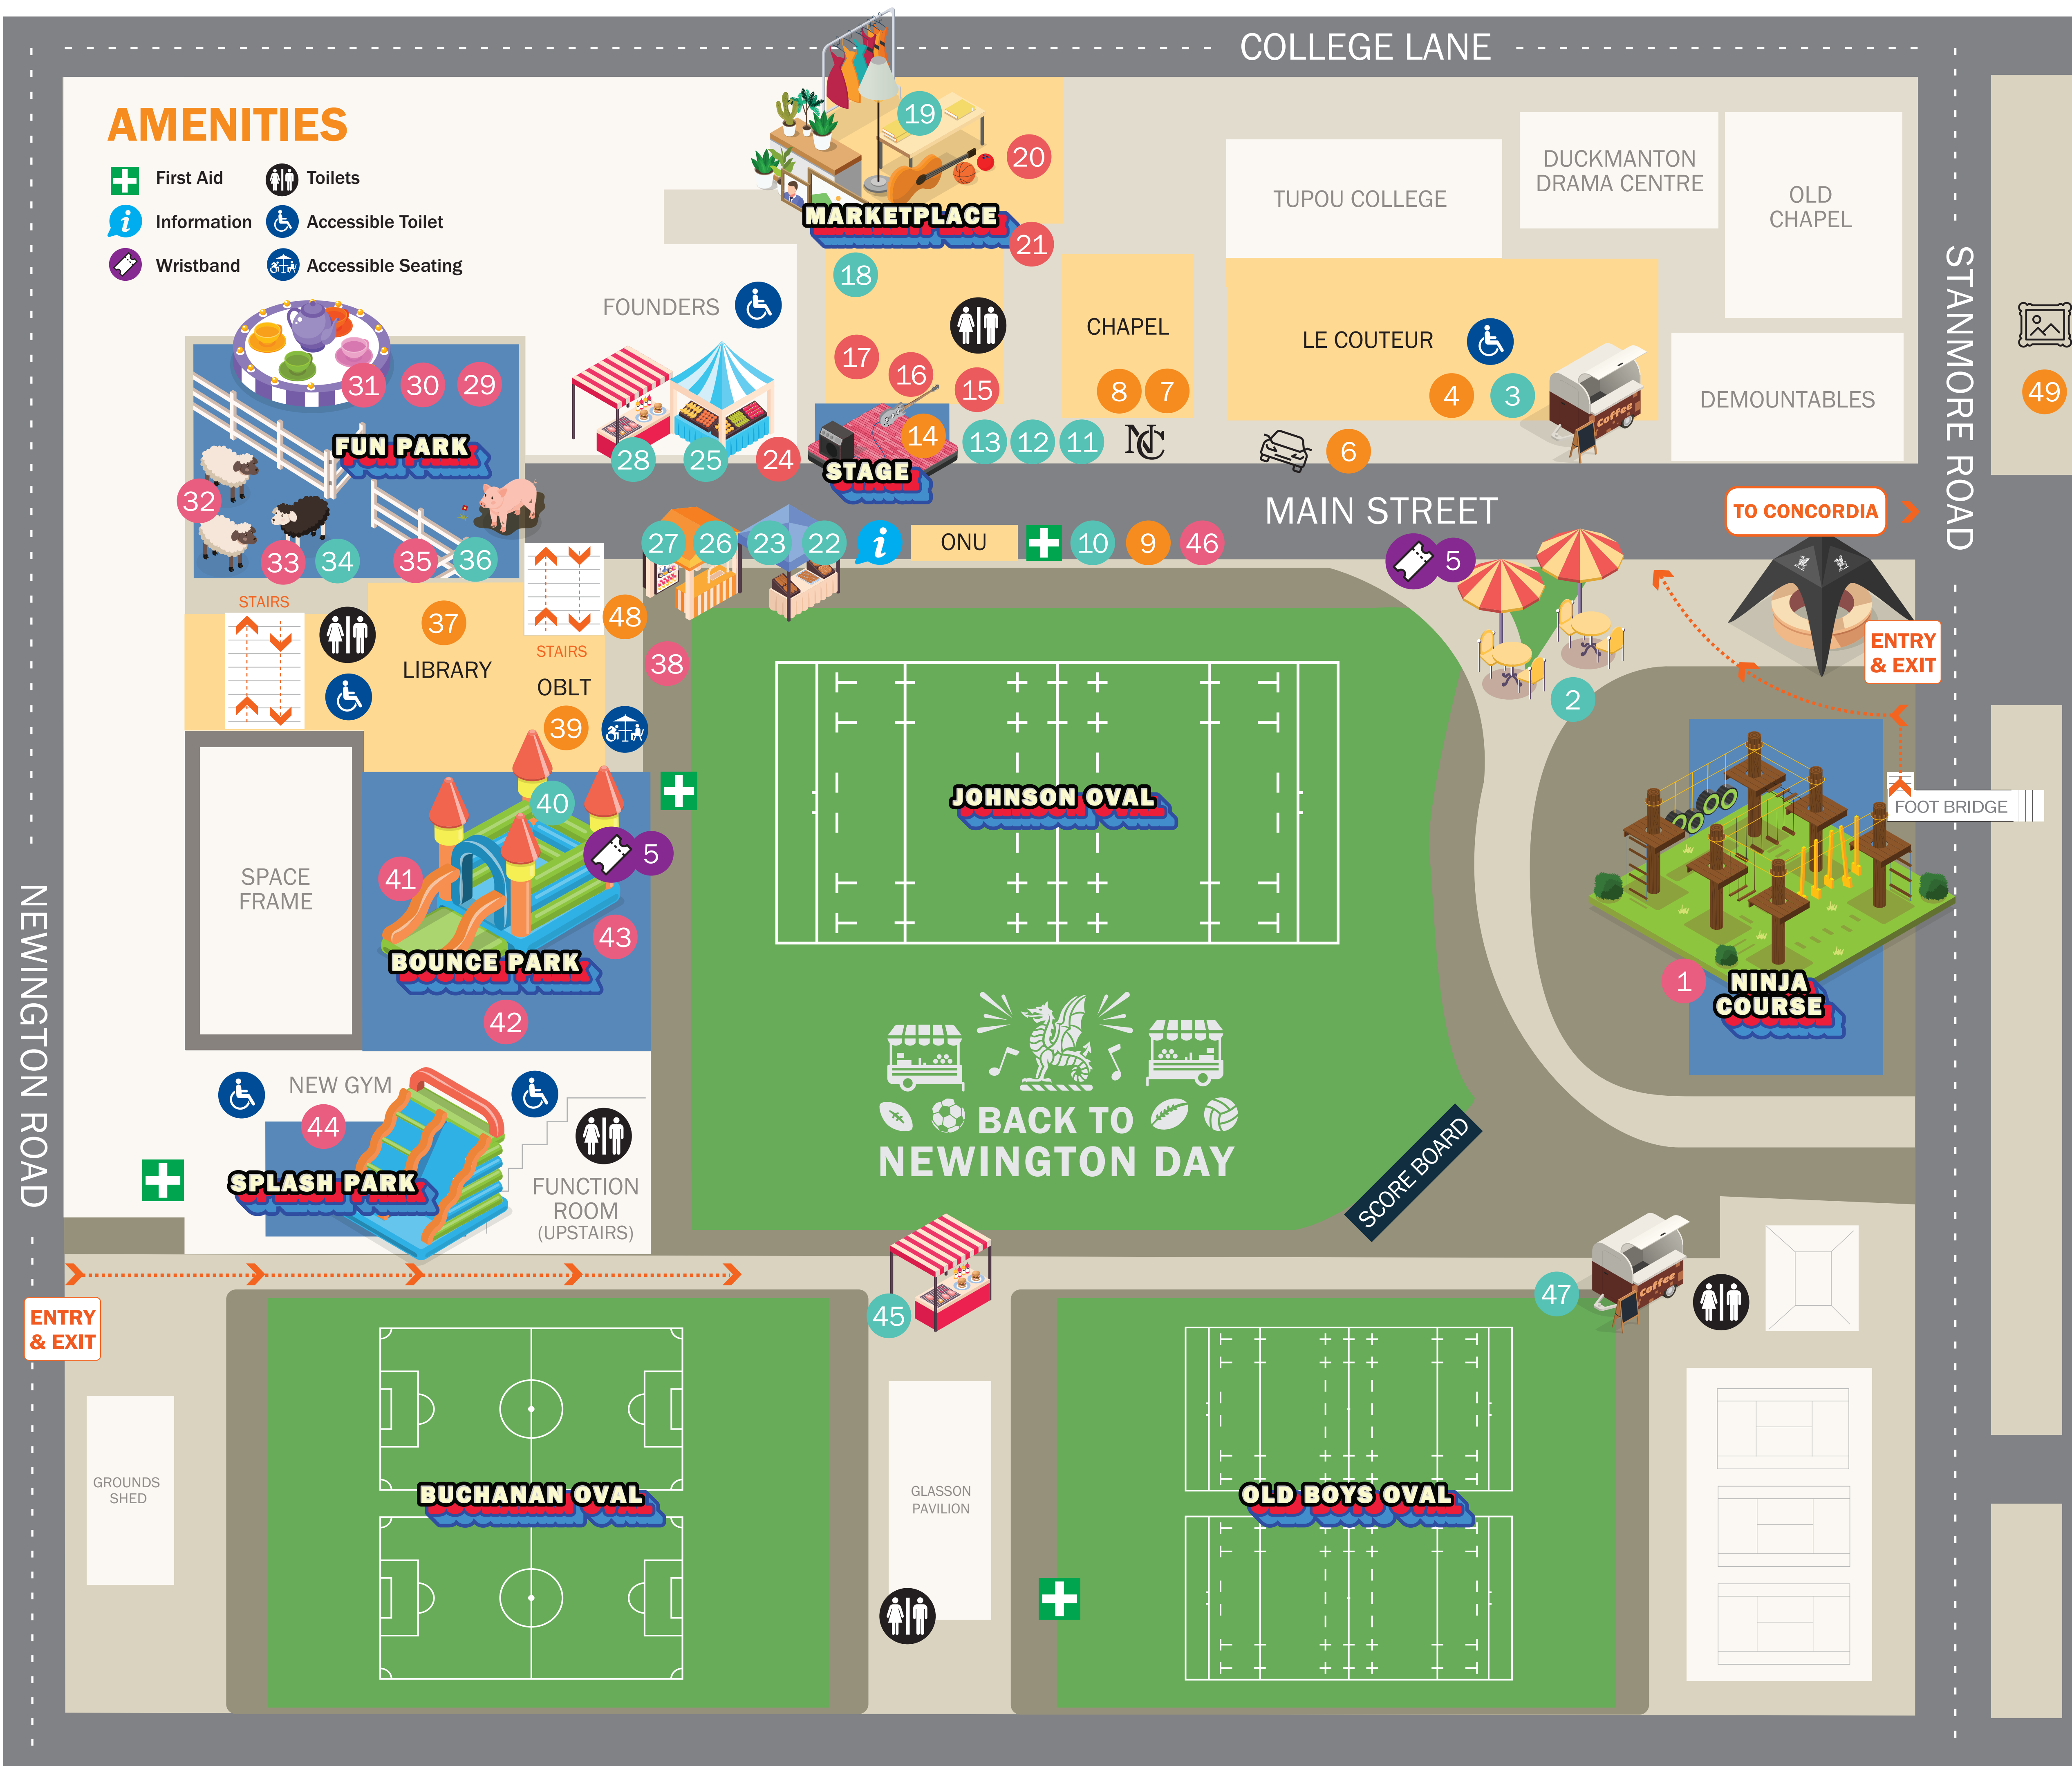 COLLEGE LANE
AMENITIES
First Aid
Toilets
Information
Accessible Toilet
Wristband
Accessible Seating
19
20
MARKETPLACE
21
18
17
16
15
TUPOU COLLEGE
DUCKMANTON
DRAMA CENTRE
OLD
CHAPEL
STANMORE ROAD
FOUNDERS
CHAPEL
8
7
LE COUTEUR
4
3
Coffee
DEMOUNTABLES
49
31
30
29
FUN PARK
32
33
34
35
36
28
25
24
14
STAGE
13
12
11
NC
6
MAIN STREET
TO CONCORDIA
27
26
23
22
i
ONU
10
9
46
5
STAIRS
37
LIBRARY
48
STAIRS
OBLT
38
39
2
ENTRY
& EXIT
JOHNSON OVAL
FOOT BRIDGE
40
5
41
43
BOUNCE PARK
42
SPACE
FRAME
1
NINJA
COURSE
NEWINGTON ROAD
BACK TO
NEWINGTON DAY
SCORE BOARD
NEW GYM
44
SPLASH PARK
FUNCTION
ROOM
(UPSTAIRS)
ENTRY
& EXIT
45
47
Coffee
GROUNDS
SHED
BUCHANAN OVAL
GLASSON
PAVILION
OLD BOYS OVAL